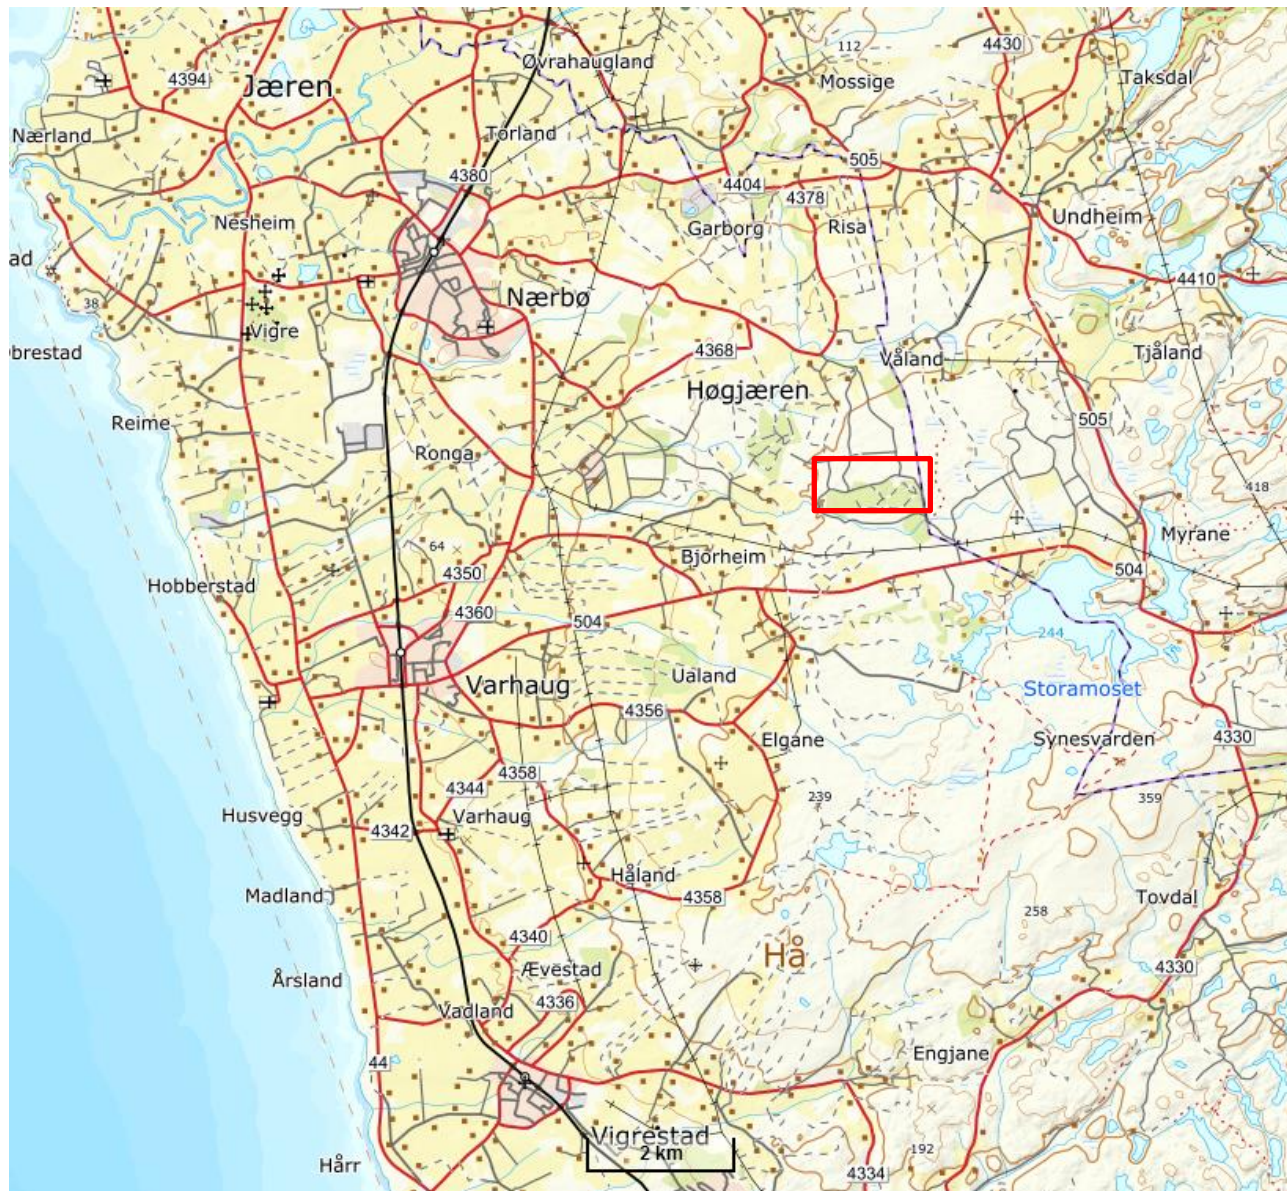 4430
112
Øvrahaugland
4394
Jæren
Mossige
Taksdal
Nærland
Torland
505
4380
4404
4378
Undheim
Nesheim
Garborg
Risa
ad
4410
38
Nærbø
Vigre
brestad
4368
Våland
Tjåland
Høgjæren
Reime
505
Ronga
418
64
Bjorheim
Myrane
4350
504
Hobberstad
4360
504
244
Ualand
Varhaug
Storamoset
4356
Elgane
Synesvarden
4330
4358
4344
239
359
Husvegg
4342
Varhaug
Håland
Madland
4358
Tovdal
258
4340
Hå
Ævestad
4330
Årsland
4336
Vadland
44
Engjane
Vigrestad
2 km
192
Hårr
4334